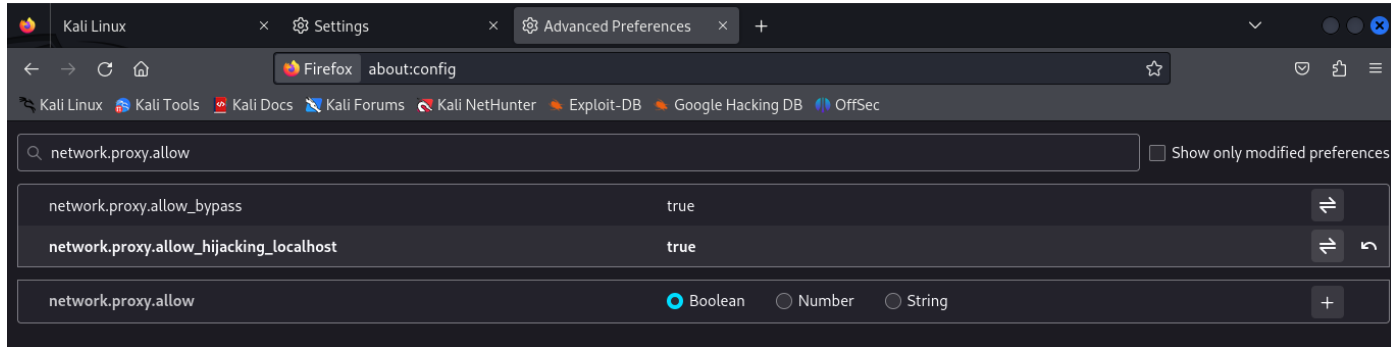 Kali Linux Settings Advanced Preferences
Firefox about:config
Kali Linux Kali Tools Kali Docs Kali Forums Kali NetHunter Exploit-DB Google Hacking DB OffSec
network.proxy.allow Show only modified preferences
network.proxy.allow_bypass true
network.proxy.allow_hijacking_localhost true
network.proxy.allow Boolean Number String